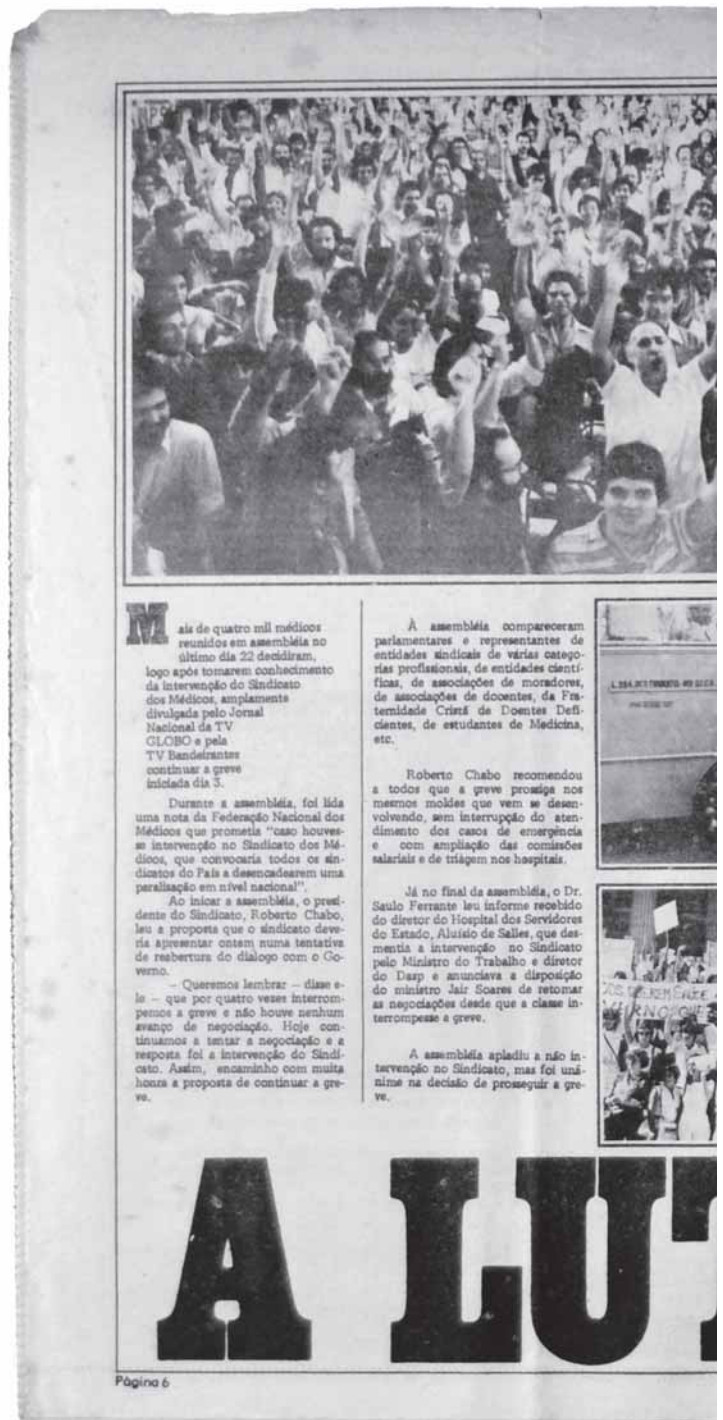 Mais de quatro mil médicos
reunidos em assembléia no
último dia 22 decidiram,
logo após tomarem conhecimento
da intervenção do Sindicato
dos Médicos, amplamente
divulgada pelo Jornal
Nacional da TV
GLOBO e pela
TV Bandeirantes
continuar a greve
iniciada dia 3.
Durante a assembléia, foi lida
uma nota da Federação Nacional dos
Médicos que prometia "caso houves-
se intervenção no Sindicato dos Mé-
dicos, que convocaria todos os sin-
dicatos do País a desencadearem uma
paralisação em nível nacional".
Ao inicar a assembléia, o presi-
dente do Sindicato, Roberto Chabo,
leu a proposta que o sindicato deve-
ria apresentar ontem numa tentativa
de reabertura do dialogo com o Go-
verno.
— Queremos lembrar — disse e-
le — que por quatro vezes interrom-
pemos a greve e não houve nenhum
avanço de negociação. Hoje con-
tinuamos a tentar a negociação e a
resposta foi a intervenção do Sindi-
cato. Assim, encaminho com muita
honra a proposta de continuar a gre-
ve.
À assembléia compareceram
parlamentares e representantes de
entidades sindicais de várias catego-
rias profissionais, de entidades cientí-
ficas, de associações de moradores,
de associações de docentes, da Fra-
ternidade Cristã de Doentes Defi-
cientes, de estudantes de Medicina,
etc.
Roberto Chabo recomendou
a todos que a greve prossiga nos
mesmos moldes que vem se desen-
volvendo, sem interrupção do aten-
dimento dos casos de emergência
e com ampliação das comissões
salariais e de triagem nos hospitais.
Já no final da assembléia, o Dr.
Saulo Ferrante leu informe recebido
do diretor do Hospital dos Servidores
do Estado, Aluísio de Salles, que des-
mentia a intervenção no Sindicato
pelo Ministro do Trabalho e diretor
do Dasp e anunciava a disposição
do ministro Jair Soares de retomar
as negociações desde que a classe in-
terrompesse a greve.
A assembléia apladiu a não in-
tervenção no Sindicato, mas foi uná-
nime na decisão de prosseguir a gre-
ve.
A LUT
Página 6